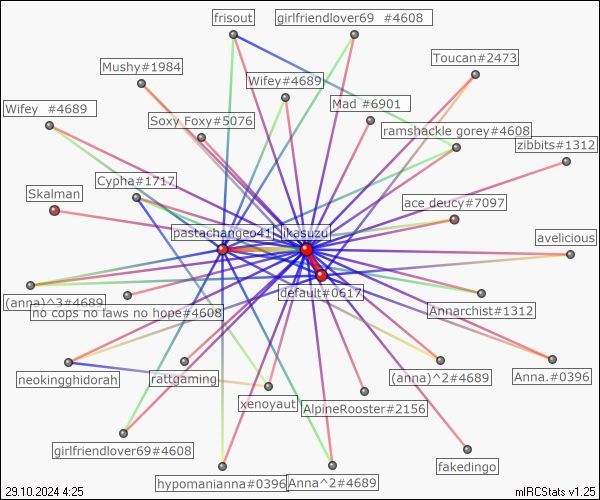 frisout
girlfriendlover69 #4608
Toucan#2473
Mushy#1984
Wifey#4689
Mad #6901
Wifey #4689
Soxy Foxy#5076
ramshackle gorey#4608
zibbits#1312
Cypha#1717
Skalman
ace deucy#7097
pastachangeo41
ikasuzu
avelicious
default#0617
(anna)^3#4689
no cops no laws no hope#4608
Annarchist#1312
neokingghidorah
rattgaming
(anna)^2#4689
Anna.#0396
xenoyaut
AlpineRooster#2156
girlfriendlover69#4608
hypomanianna#0396
Anna^2#4689
fakedingo
29.10.2024 4:25
mIRCStats v1.25